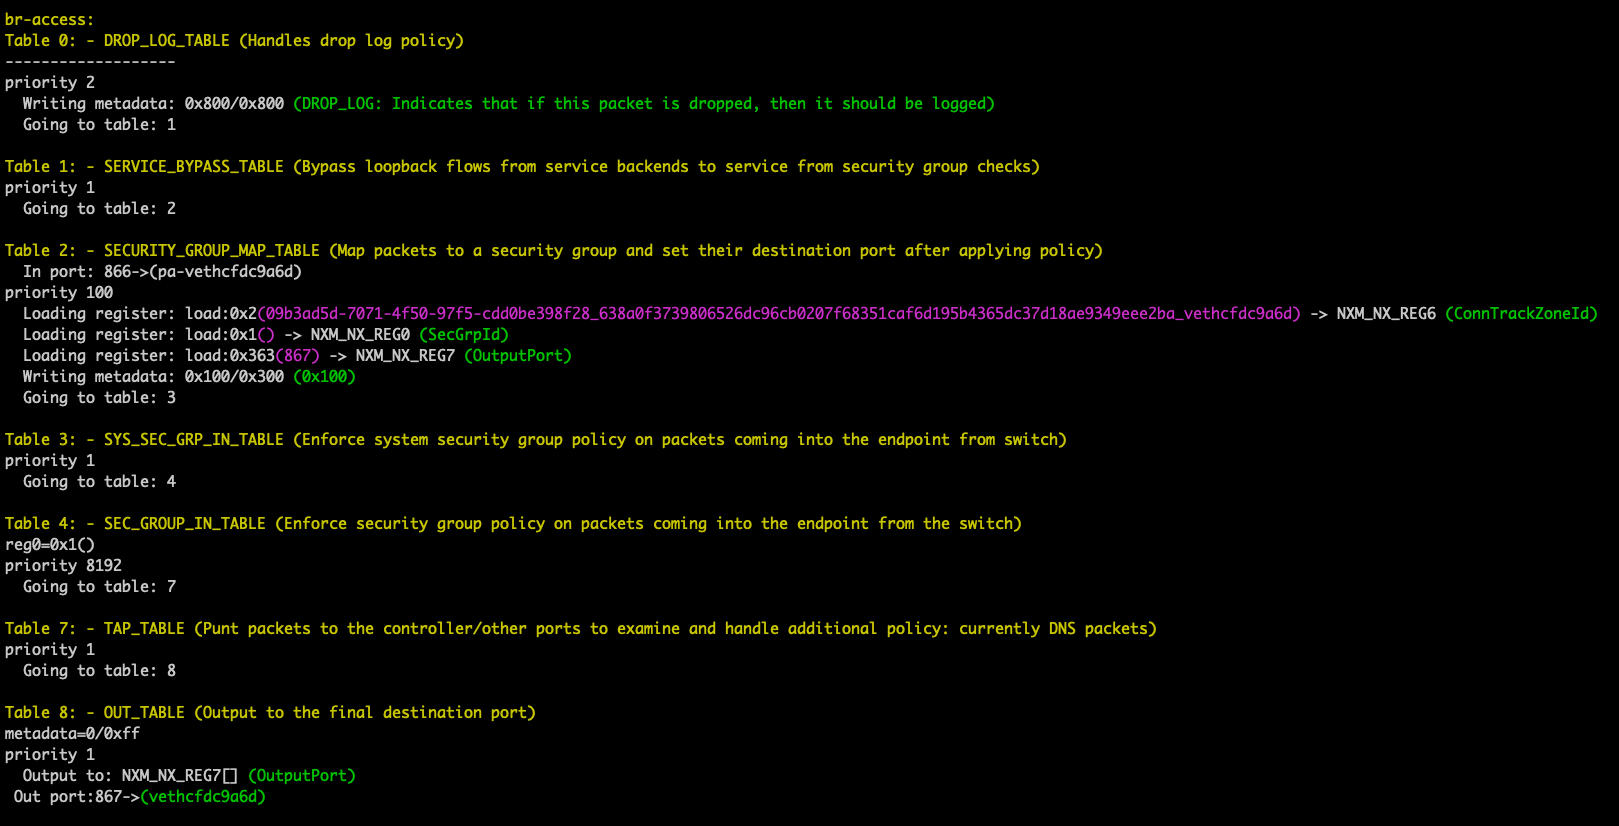 br-access:
Table 0: - DROP_LOG_TABLE (Handles drop log policy)
-------------------
priority 2
  Writing metadata: 0x800/0x800 (DROP_LOG: Indicates that if this packet is dropped, then it should be logged)
  Going to table: 1

Table 1: - SERVICE_BYPASS_TABLE (Bypass loopback flows from service backends to service from security group checks)
priority 1
  Going to table: 2

Table 2: - SECURITY_GROUP_MAP_TABLE (Map packets to a security group and set their destination port after applying policy)
  In port: 866->(pa-vethcfdc9a6d)
priority 100
  Loading register: load:0x2(09b3ad5d-7071-4f50-97f5-cdd0be398f28_638a0f3739806526dc96cb0207f68351caf6d195b4365dc37d18ae9349eee2ba_vethcfdc9a6d) -> NXM_NX_REG6 (ConnTrackZoneId)
  Loading register: load:0x1() -> NXM_NX_REG0 (SecGrpId)
  Loading register: load:0x363(867) -> NXM_NX_REG7 (OutputPort)
  Writing metadata: 0x100/0x300 (0x100)
  Going to table: 3

Table 3: - SYS_SEC_GRP_IN_TABLE (Enforce system security group policy on packets coming into the endpoint from switch)
priority 1
  Going to table: 4

Table 4: - SEC_GROUP_IN_TABLE (Enforce security group policy on packets coming into the endpoint from the switch)
reg0=0x1()
priority 8192
  Going to table: 7

Table 7: - TAP_TABLE (Punt packets to the controller/other ports to examine and handle additional policy: currently DNS packets)
priority 1
  Going to table: 8

Table 8: - OUT_TABLE (Output to the final destination port)
metadata=0/0xff
priority 1
  Output to: NXM_NX_REG7[] (OutputPort)
 Out port:867->(vethcfdc9a6d)